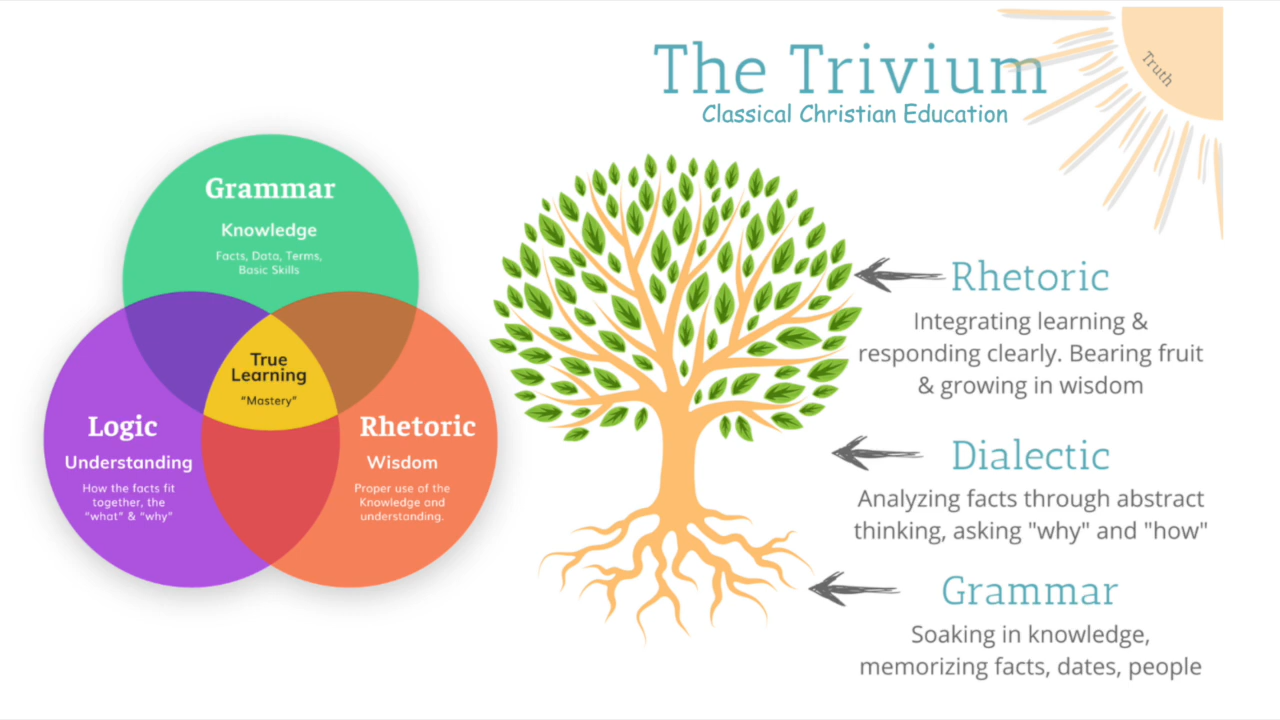 The Trivium
Classical Christian Education
Truth
Grammar
Knowledge
Facts, Data, Terms,
Basic Skills
True
Learning
"Mastery"
Logic
Understanding
How the facts fit
together, the
"what" & "why"
Rhetoric
Wisdom
Proper use of the
Knowledge and
understanding.
Rhetoric
Integrating learning &
responding clearly. Bearing fruit
& growing in wisdom
Dialectic
Analyzing facts through abstract
thinking, asking "why" and "how"
Grammar
Soaking in knowledge,
memorizing facts, dates, people